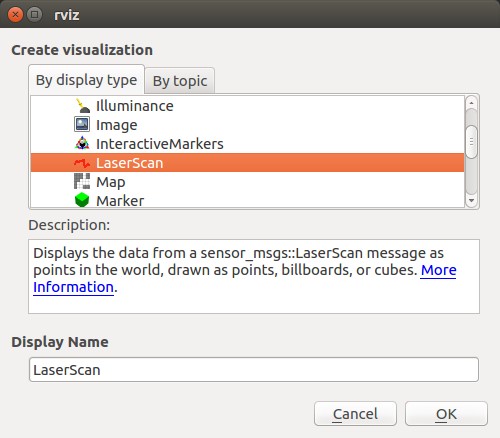 rviz
Create visualization
By display type By topic
Illuminance
Image
InteractiveMarkers
LaserScan
Map
Marker
Description:
Displays the data from a sensor_msgs::LaserScan message as
points in the world, drawn as points, billboards, or cubes. More
Information.
Display Name
LaserScan
Cancel OK